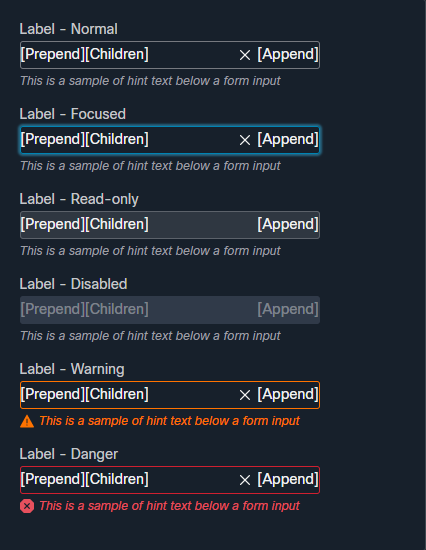 Label - Normal
[Prepend][Children] [Append]
This is a sample of hint text below a form input
Label - Focused
[Prepend][Children] [Append]
This is a sample of hint text below a form input
Label - Read-only
[Prepend][Children] [Append]
This is a sample of hint text below a form input
Label - Disabled
[Prepend][Children] [Append]
This is a sample of hint text below a form input
Label - Warning
[Prepend][Children] [Append]
This is a sample of hint text below a form input
Label - Danger
[Prepend][Children] [Append]
This is a sample of hint text below a form input